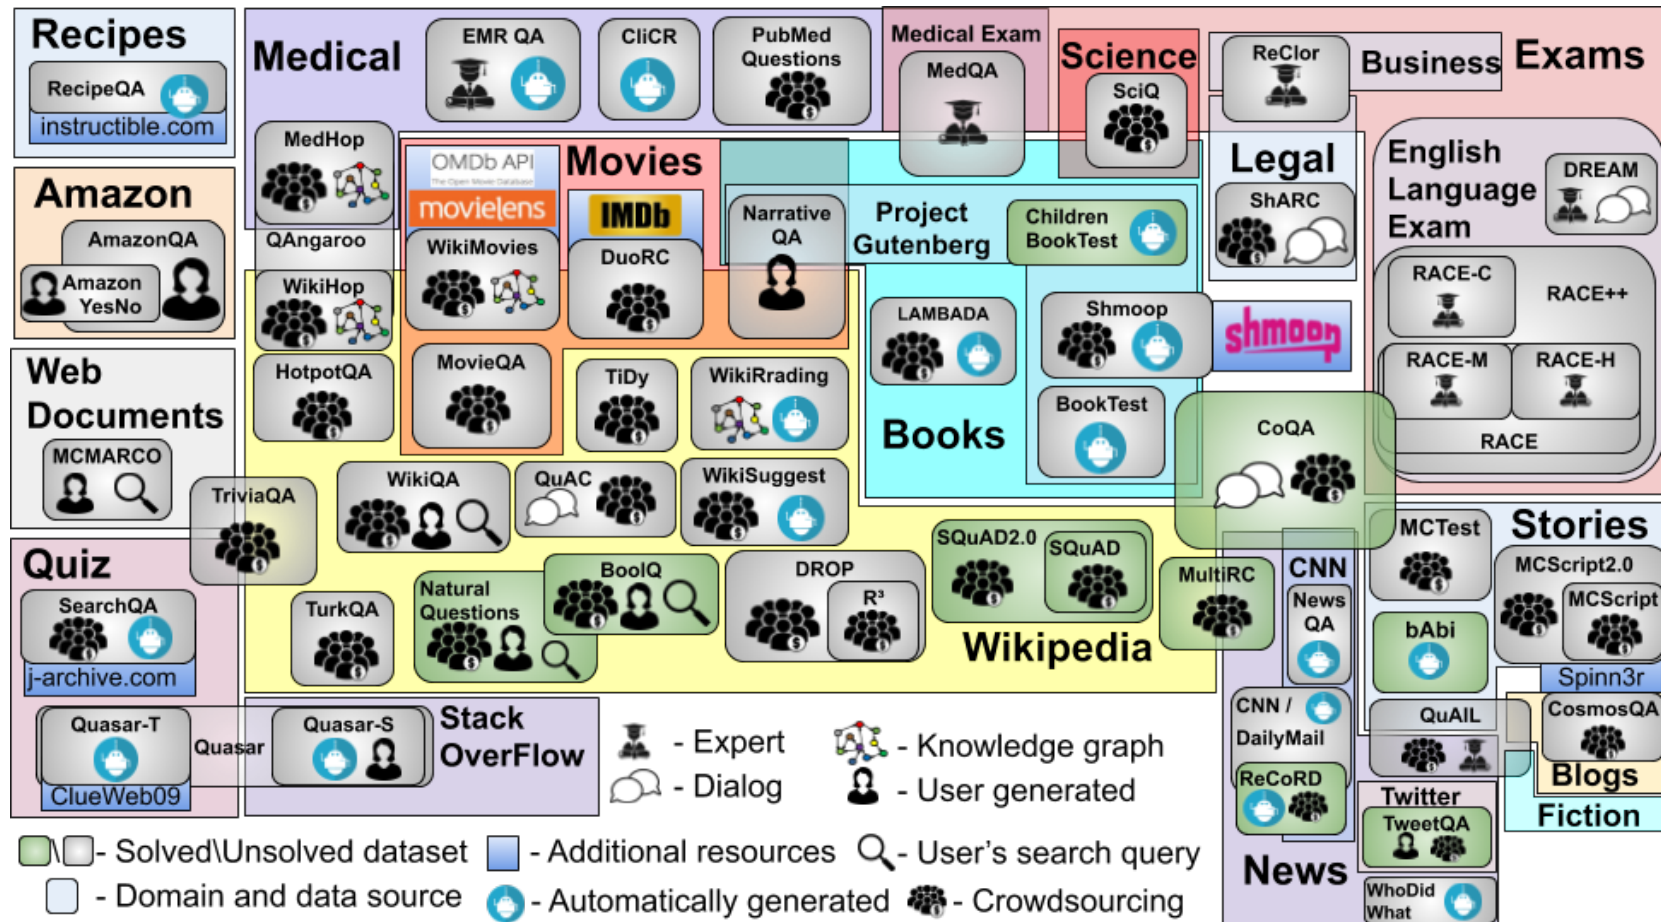 Recipes
RecipeQA
instructible.com
Medical
EMR QA
CliCR
PubMed
Questions
Medical Exam
MedQA
Science
SciQ
ReClor
Business
Exams
MedHop
QAngaroo
WikiHop
OMDb API
The Open Movie Database
movielens
WikiMovies
Movies
IMDb
DuoRC
Narrative
QA
Project
Gutenberg
Children
BookTest
Legal
ShARC
English
Language
Exam
DREAM
Amazon
AmazonQA
Amazon
YesNo
RACE-C
RACE++
RACE-M
RACE-H
RACE
LAMBADA
Shmoop
shmoop
BookTest
Books
Web
Documents
MCMARCO
HotpotQA
MovieQA
TiDy
WikiRrading
CoQA
TriviaQA
WikiQA
QuAC
WikiSuggest
Quiz
SearchQA
j-archive.com
TurkQA
Natural
Questions
BoolQ
DROP
R³
SQuAD2.0
SQuAD
Wikipedia
MultiRC
CNN
News
QA
MCTest
Stories
MCScript2.0
MCScript
bAbi
Spinn3r
Quasar-T
Quasar
Quasar-S
ClueWeb09
Stack
OverFlow
CNN /
DailyMail
QuAIL
CosmosQA
Blogs
Fiction
ReCoRD
Twitter
TweetQA
News
WhoDid
What
- Expert
- Knowledge graph
- Dialog
- User generated
\ - Solved\Unsolved dataset
- Additional resources
- User's search query
- Domain and data source
- Automatically generated
- Crowdsourcing